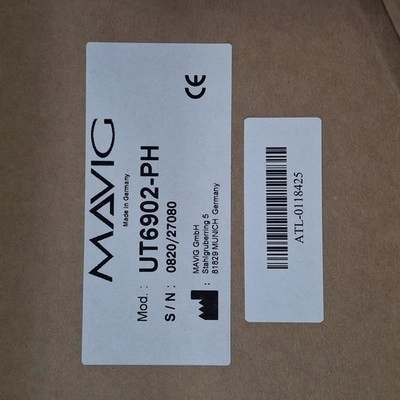 MAVIG
Made in Germany
Mod. : UT6902-PH
S / N : 0820/27080
MAVIG GmbH
Stahlgruberring 5
81829 MUNICH Germany
CE
ATL-0118425